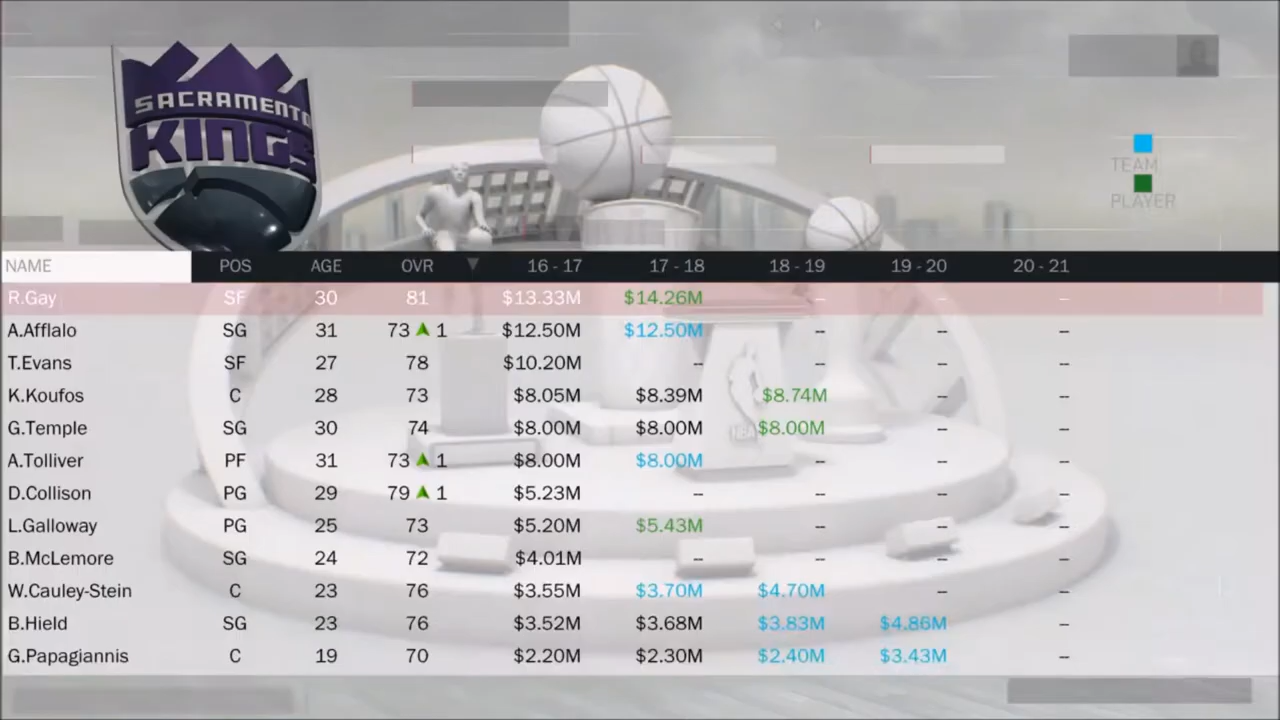 SACRAMENTO
KINGS
TEAM
PLAYER
NAME POS AGE OVR 16 - 17 17 - 18 18 - 19 19 - 20 20 - 21
R.Gay SF 30 81 $13.33M $14.26M -- -- --
A.Afflalo SG 31 73 1 $12.50M $12.50M -- -- --
T.Evans SF 27 78 $10.20M -- -- -- --
K.Koufos C 28 73 $8.05M $8.39M $8.74M -- --
G.Temple SG 30 74 $8.00M $8.00M $8.00M -- --
A.Tolliver PF 31 73 1 $8.00M $8.00M -- -- --
D.Collison PG 29 79 1 $5.23M -- -- -- --
L.Galloway PG 25 73 $5.20M $5.43M -- -- --
B.McLemore SG 24 72 $4.01M -- -- -- --
W.Cauley-Stein C 23 76 $3.55M $3.70M $4.70M -- --
B.Hield SG 23 76 $3.52M $3.68M $3.83M $4.86M --
G.Papagiannis C 19 70 $2.20M $2.30M $2.40M $3.43M --